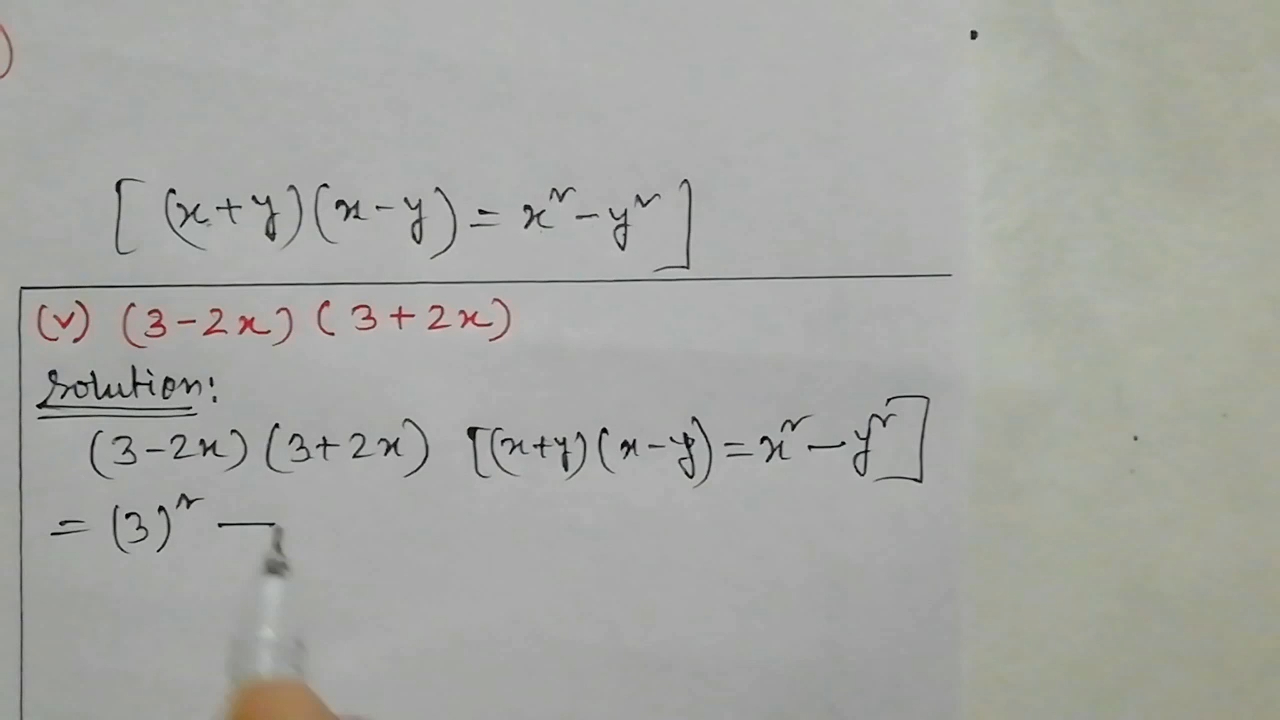 [(x+y)(x-y) = x² - y²]
(v) (3-2x) (3+2x)
Solution:
(3-2x) (3+2x) [(x+y)(x-y) = x² - y²]
= (3)² -